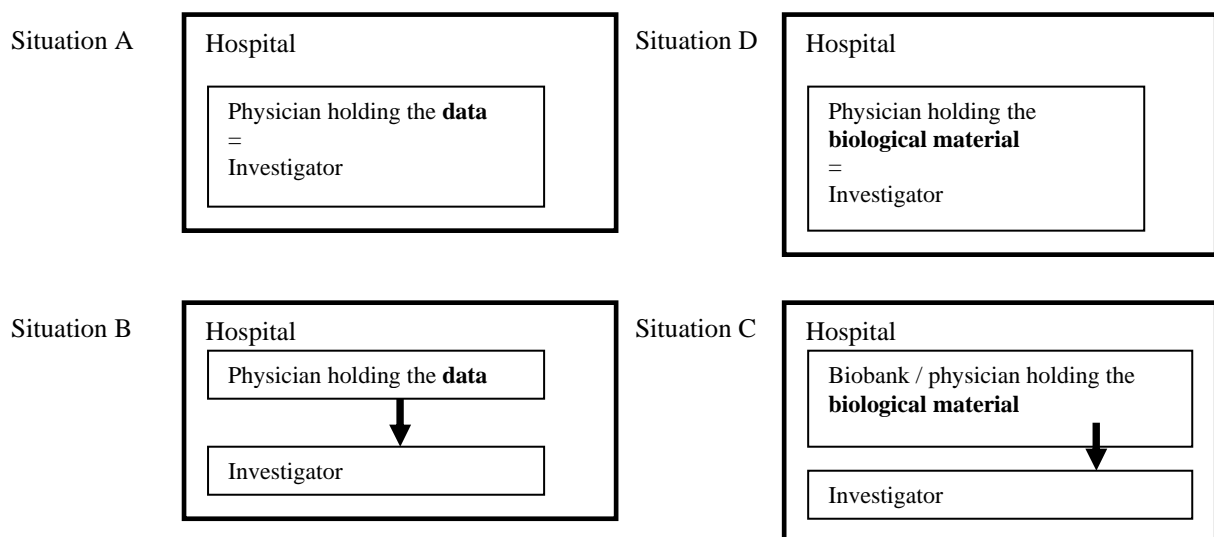 Situation A
Hospital
Physician holding the data
=
Investigator
Situation D
Hospital
Physician holding the
biological material
=
Investigator
Situation B
Hospital
Physician holding the data
Investigator
Situation C
Hospital
Biobank / physician holding the
biological material
Investigator